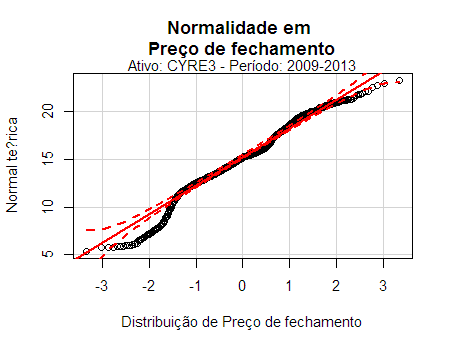 Normalidade em
Preço de fechamento
Ativo: CYRE3 - Período: 2009-2013
Normal te?rica
20
15
10
5
-3 -2 -1 0 1 2 3
Distribuição de Preço de fechamento